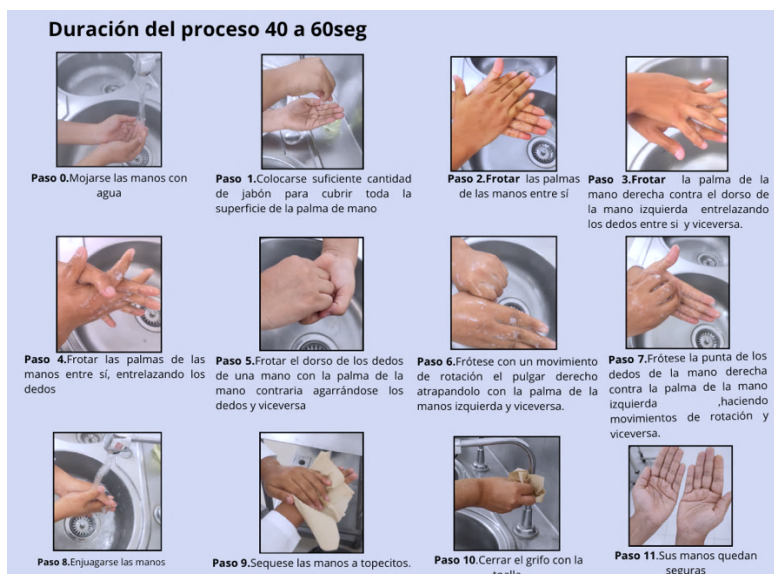 Duración del proceso 40 a 60seg
Paso 0.Mojarse las manos con
agua
Paso 1.Colocarse suficiente cantidad
de jabón para cubrir toda la
superficie de la palma de mano
Paso 2.Frotar las palmas
de las manos entre sí
Paso 3.Frotar la palma de la
mano derecha contra el dorso de
la mano izquierda entrelazando
los dedos entre si y viceversa.
Paso 4.Frotar las palmas de las
manos entre sí, entrelazando los
dedos
Paso 5.Frotar el dorso de los dedos
de una mano con la palma de la
mano contraria agarrándose los
dedos y viceversa
Paso 6.Frótese con un movimiento
de rotación el pulgar derecho
atrapandolo con la palma de la
manos izquierda y viceversa.
Paso 7.Frótese la punta de los
dedos de la mano derecha
contra la palma de la mano
izquierda ,haciendo
movimientos de rotación y
viceversa.
Paso 8.Enjuagarse las manos
Paso 9.Sequese las manos a topecitos.
Paso 10.Cerrar el grifo con la
Paso 11.Sus manos quedan
seguras